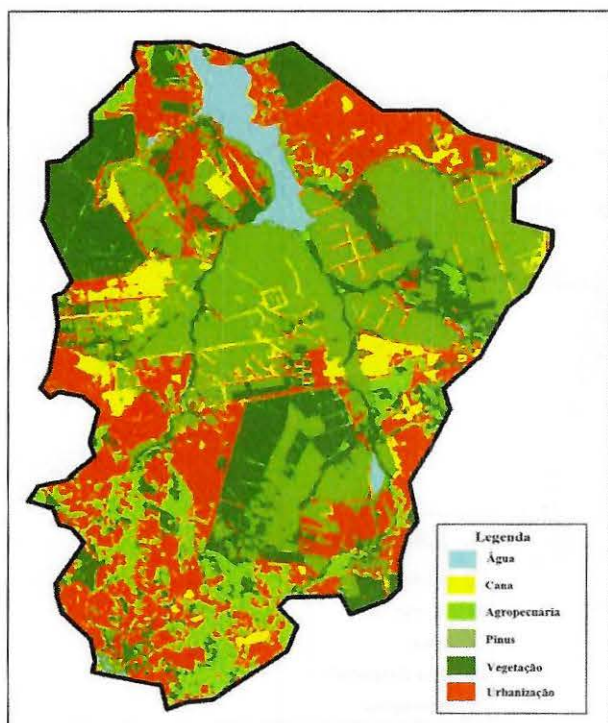 Legenda
Água
Cana
Agropecuária
Pinus
Vegetação
Urbanização